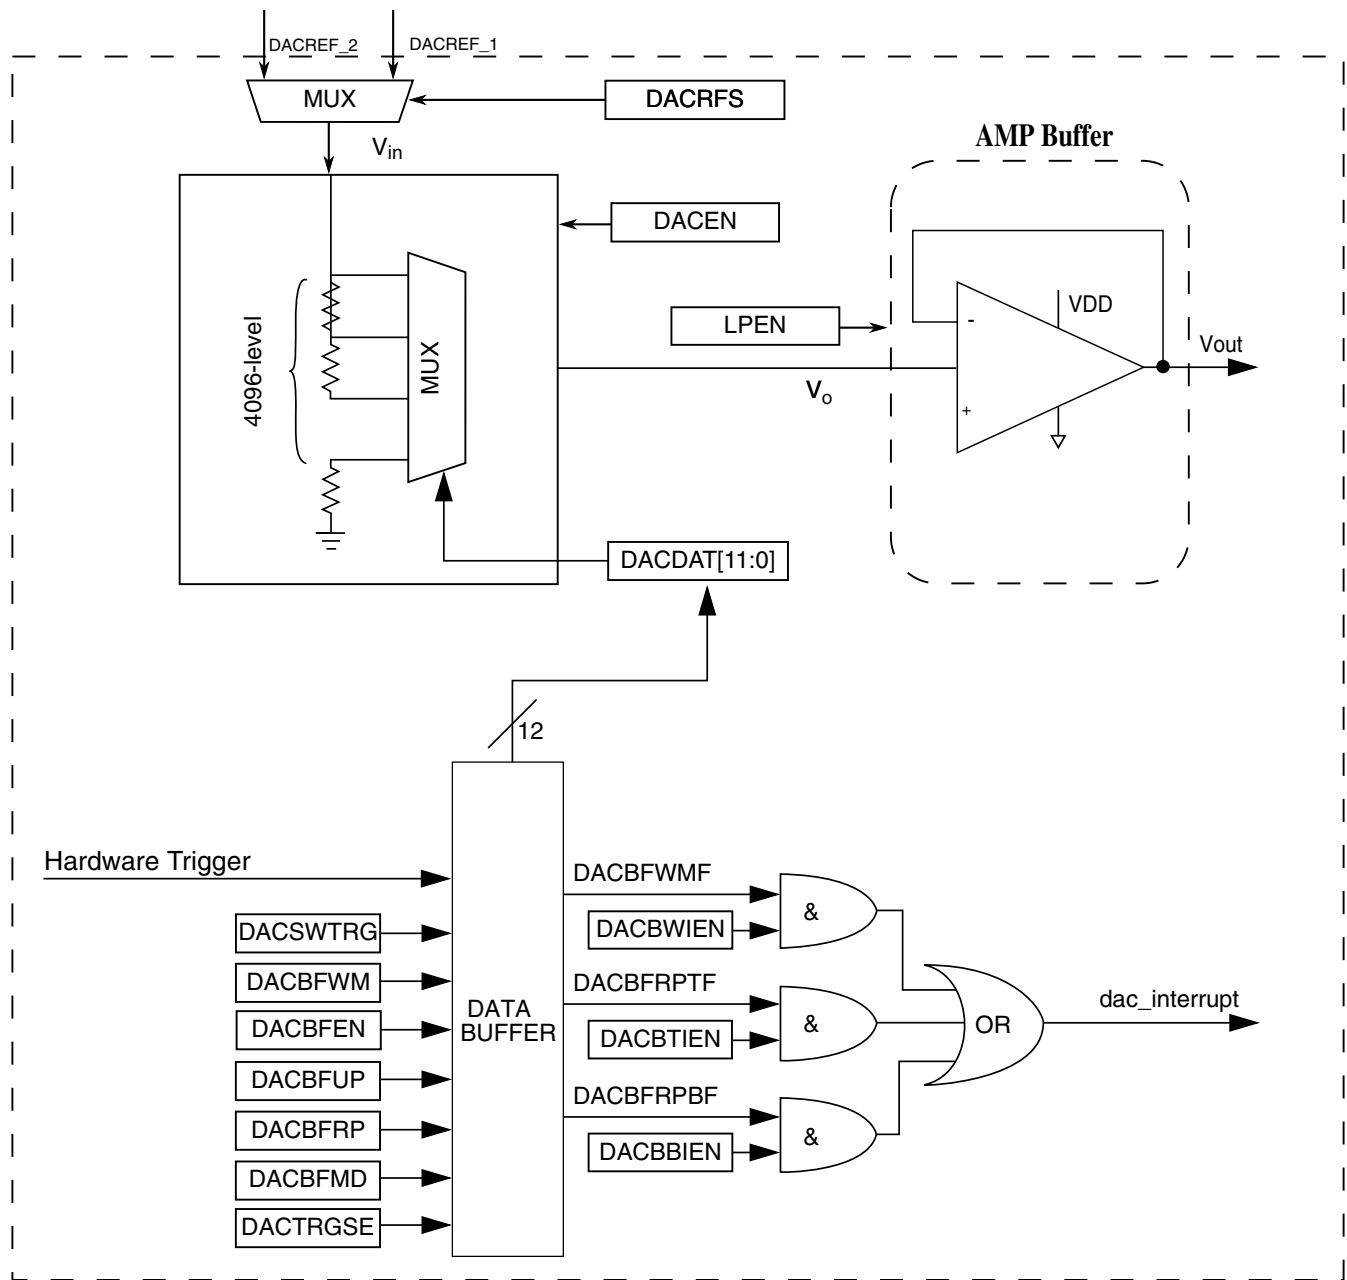 DACREF_2
DACREF_1
MUX
DACRFS
Vin
AMP Buffer
DACEN
4096-level
MUX
LPEN
VDD
-
+
Vo
Vout
DACDAT[11:0]
12
Hardware Trigger
DACSWTRG
DACBFWM
DACBFEN
DACBFUP
DACBFRP
DACBFMD
DACTRGSE
DATA
BUFFER
DACBFWMF
DACBWIEN
&
DACBFRPTF
DACBTIEN
&
DACBFRPBF
DACBBIEN
&
OR
dac_interrupt